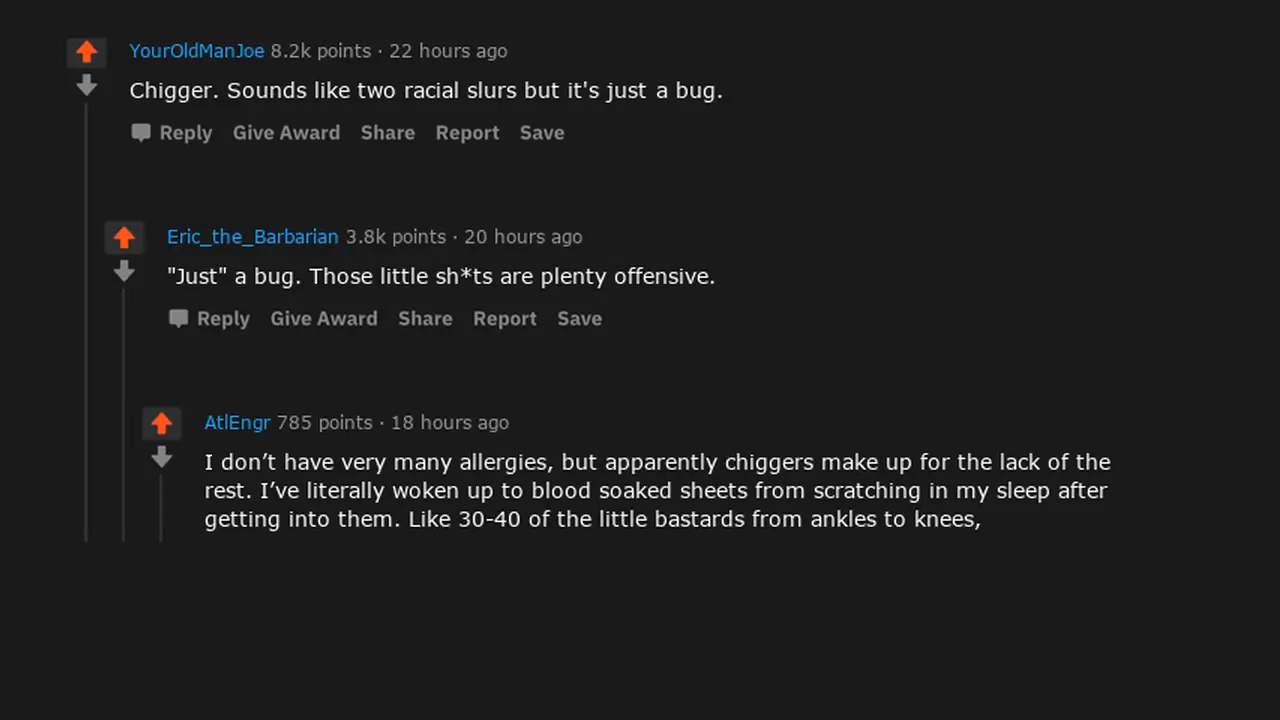 YourOldManJoe 8.2k points · 22 hours ago
Chigger. Sounds like two racial slurs but it's just a bug.
Reply Give Award Share Report Save
Eric_the_Barbarian 3.8k points · 20 hours ago
"Just" a bug. Those little sh*ts are plenty offensive.
Reply Give Award Share Report Save
AtlEngr 785 points · 18 hours ago
I don’t have very many allergies, but apparently chiggers make up for the lack of the
rest. I’ve literally woken up to blood soaked sheets from scratching in my sleep after
getting into them. Like 30-40 of the little bastards from ankles to knees,